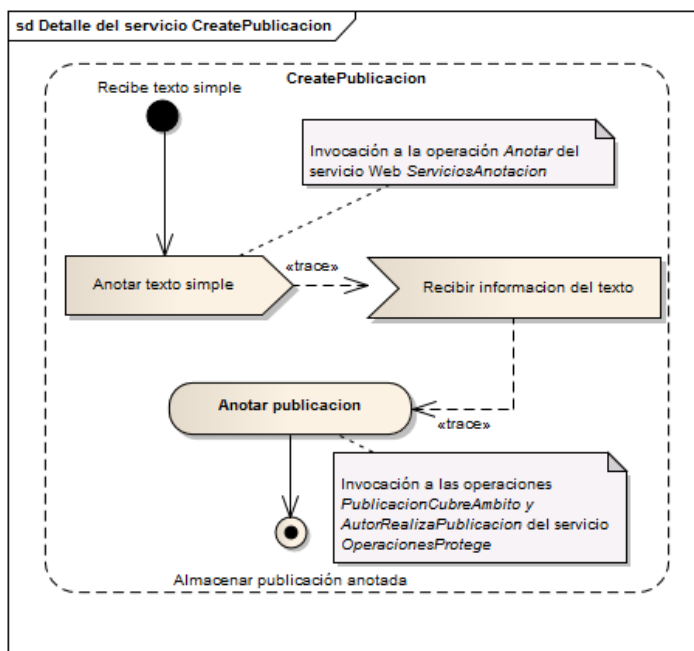 sd Detalle del servicio CreatePublicacion
CreatePublicacion
Recibe texto simple
Invocación a la operación Anotar del
servicio Web ServiciosAnotacion
«trace»
Anotar texto simple
Recibir informacion del texto
Anotar publicacion
«trace»
Invocación a las operaciones
PublicacionCubreAmbito y
AutorRealizaPublicacion del servicio
OperacionesProtege
Almacenar publicación anotada